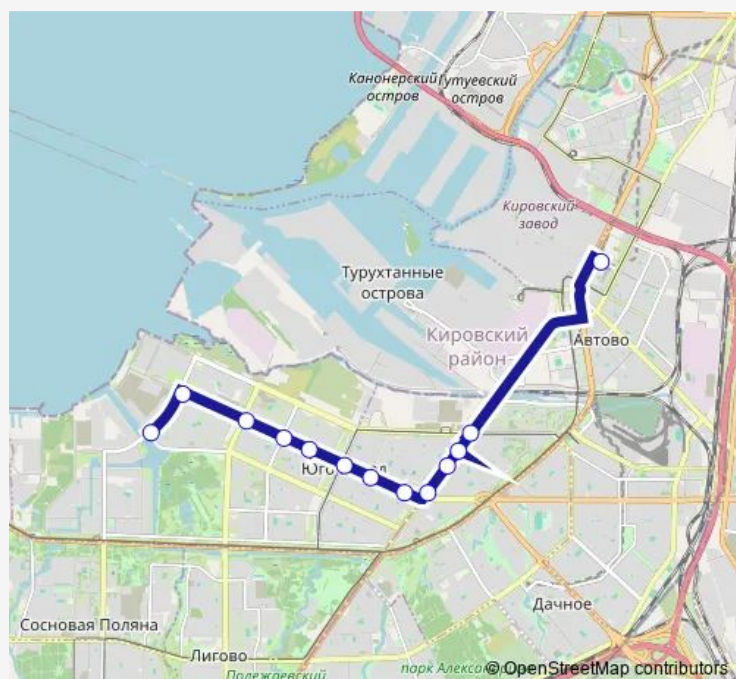 Канонерский
остров
Гутуевский
остров
Кировский
завод
Турухтанные
острова
Кировский
район
Автово
Дачное
Сосновая Поляна
Лигово
Полежаевский
парк Александр
© OpenStreetMap contributors